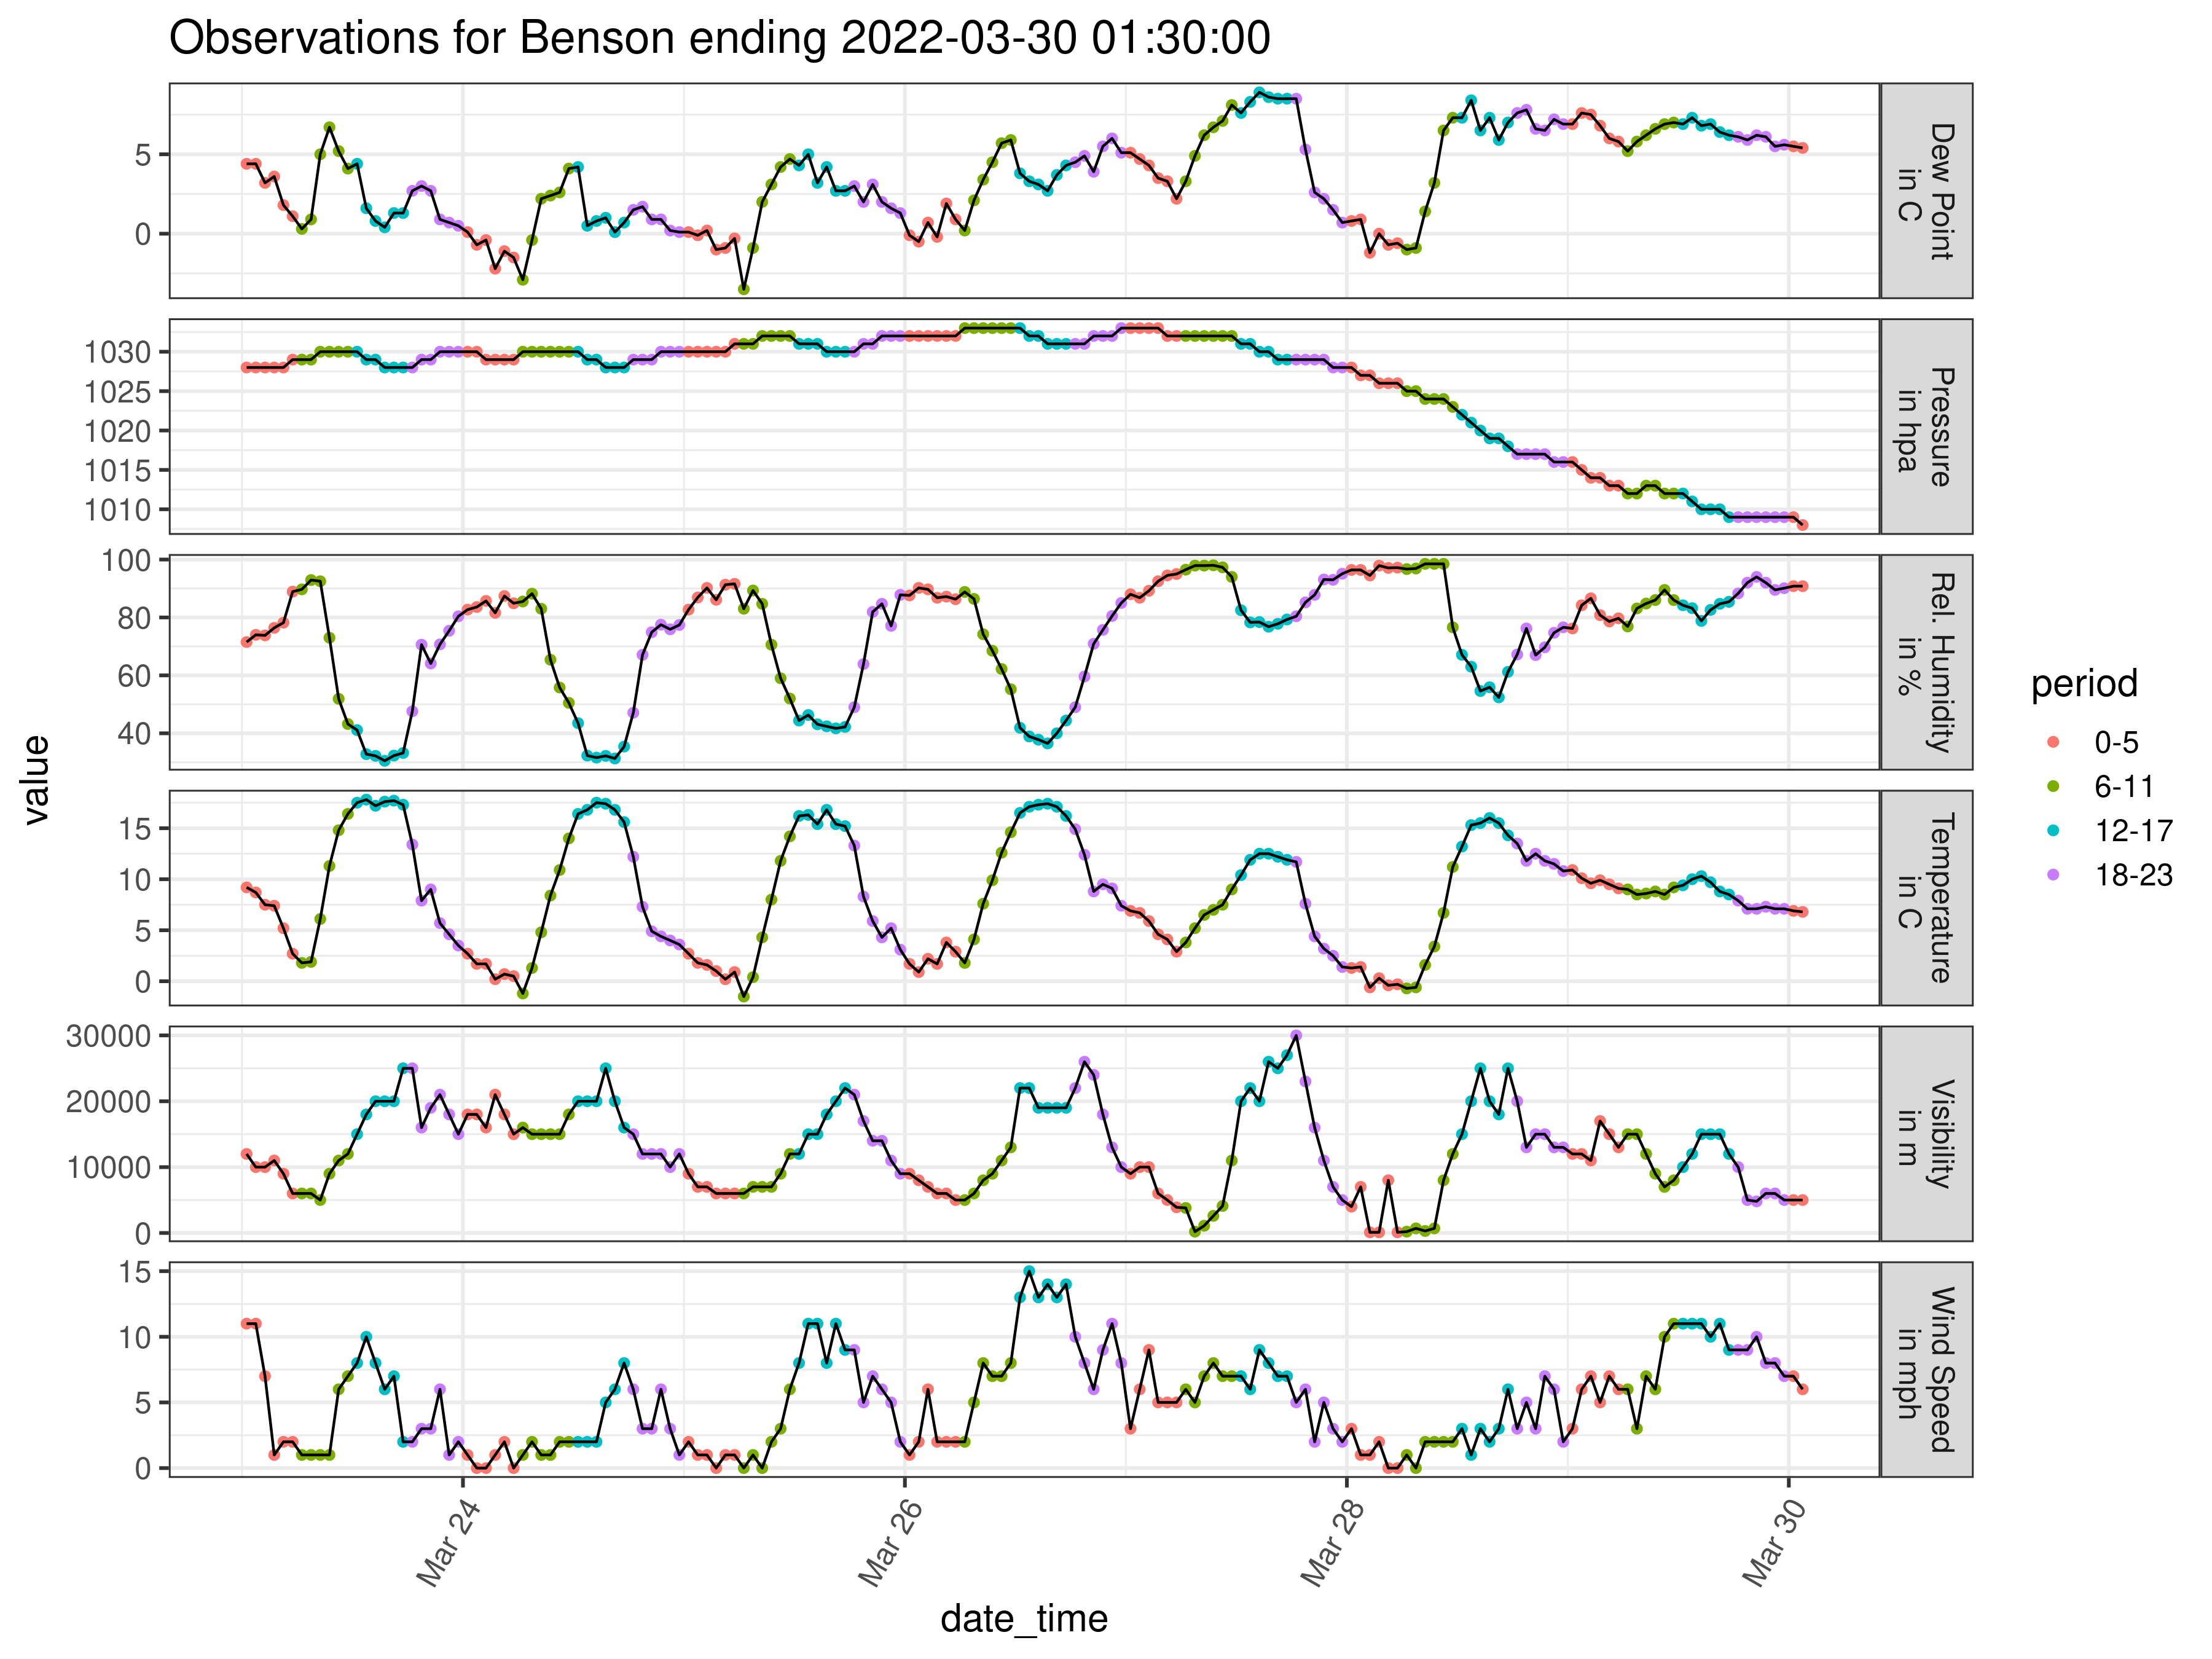 Observations for Benson ending 2022-03-30 01:30:00
value
5
0
Dew Point
in C
1030
1025
1020
1015
1010
Pressure
in hpa
100
80
60
40
Rel. Humidity
in %
15
10
5
0
Temperature
in C
30000
20000
10000
0
Visibility
in m
15
10
5
0
Wind Speed
in mph
Mar 24
Mar 26
Mar 28
Mar 30
date_time
period
0-5
6-11
12-17
18-23